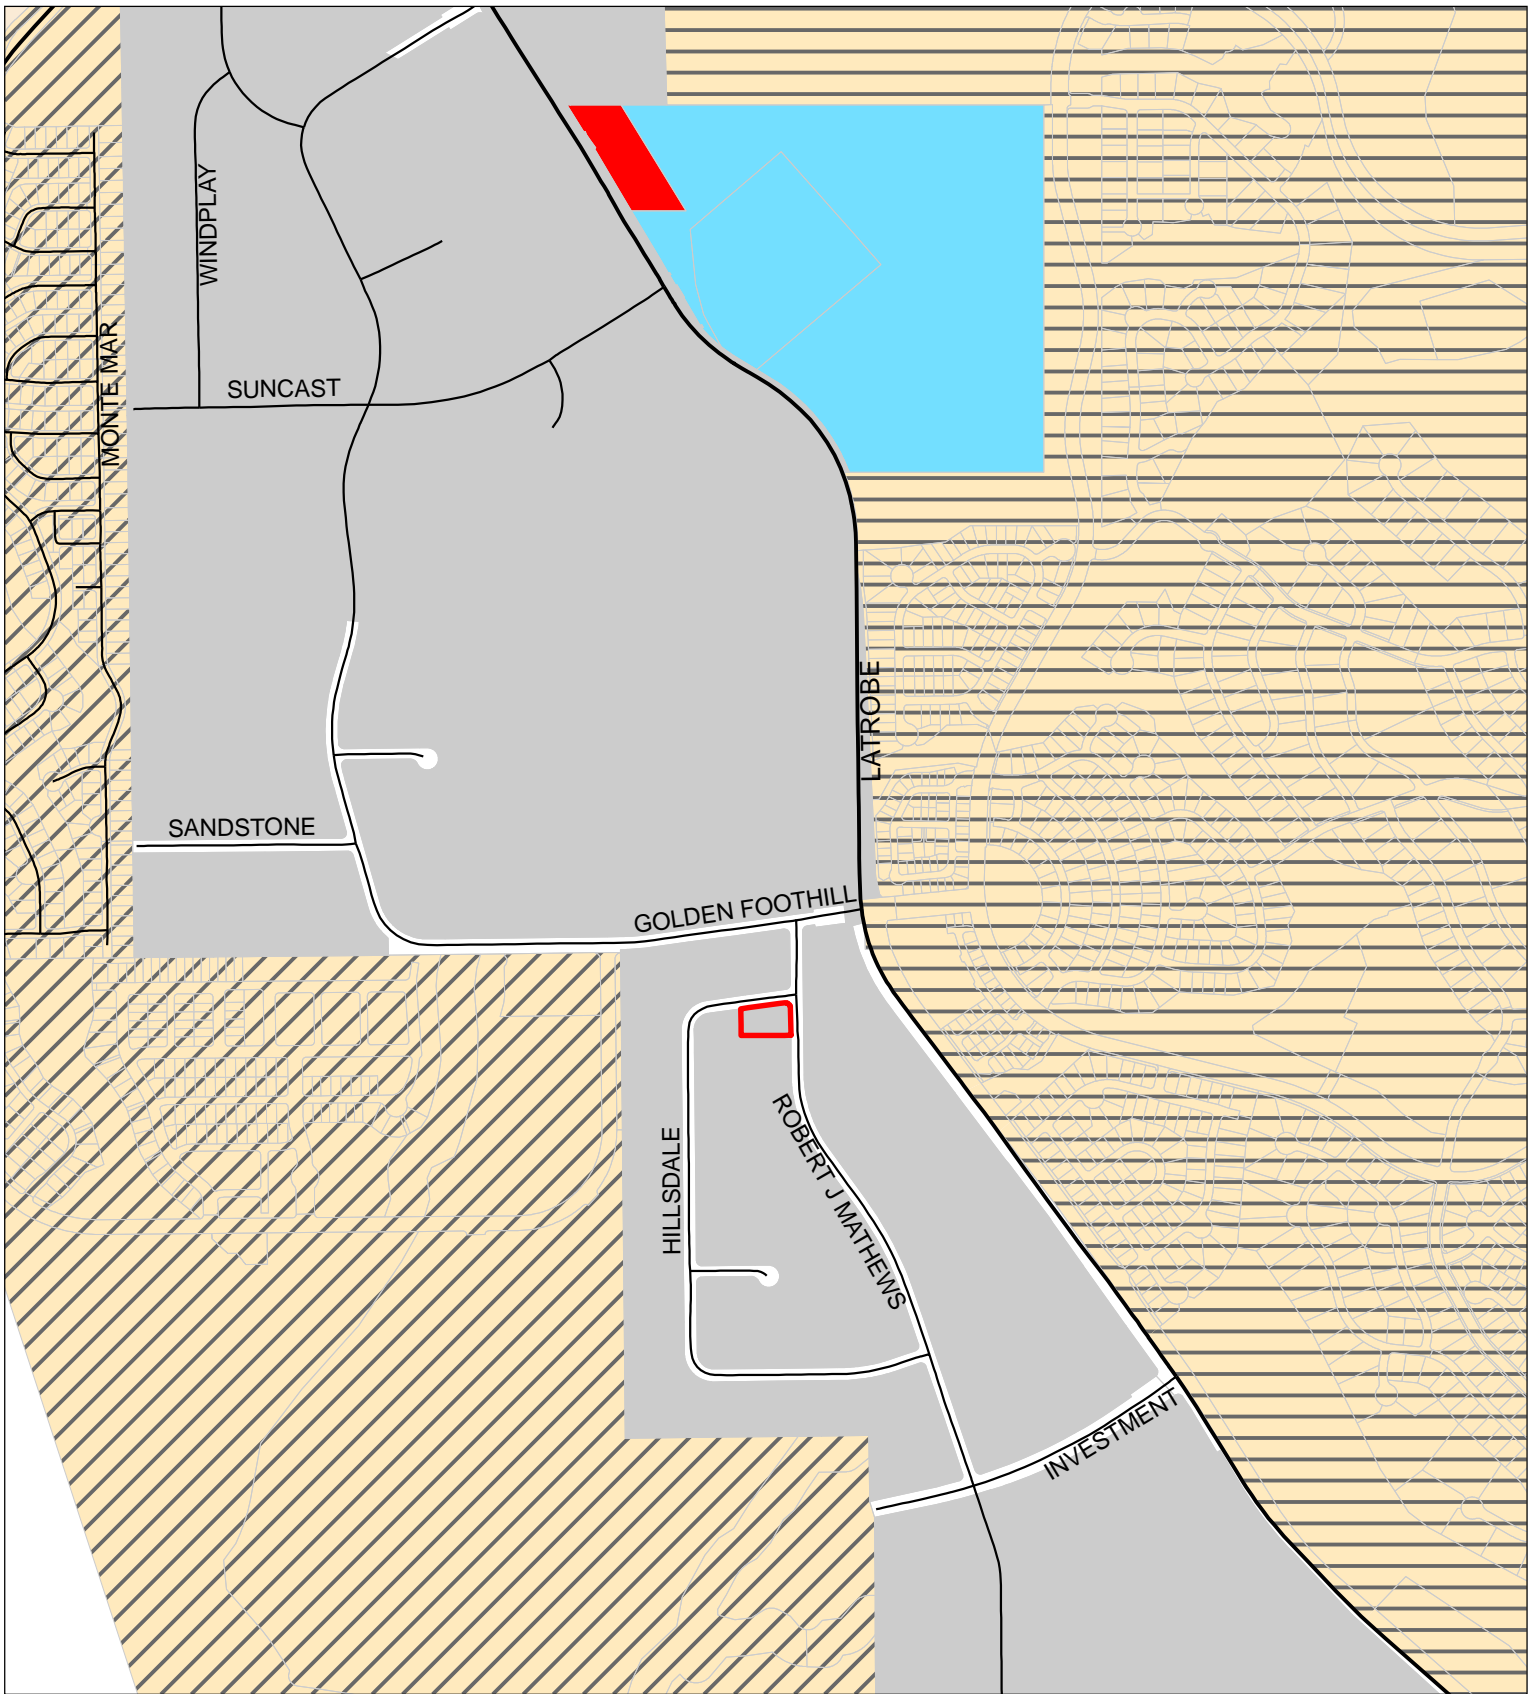 WINDPLAY
MONTE MAR
SUNCAST
LATROBE
SANDSTONE
GOLDEN FOOTHILL
HILLSDALE
ROBERT J MATHEWS
INVESTMENT